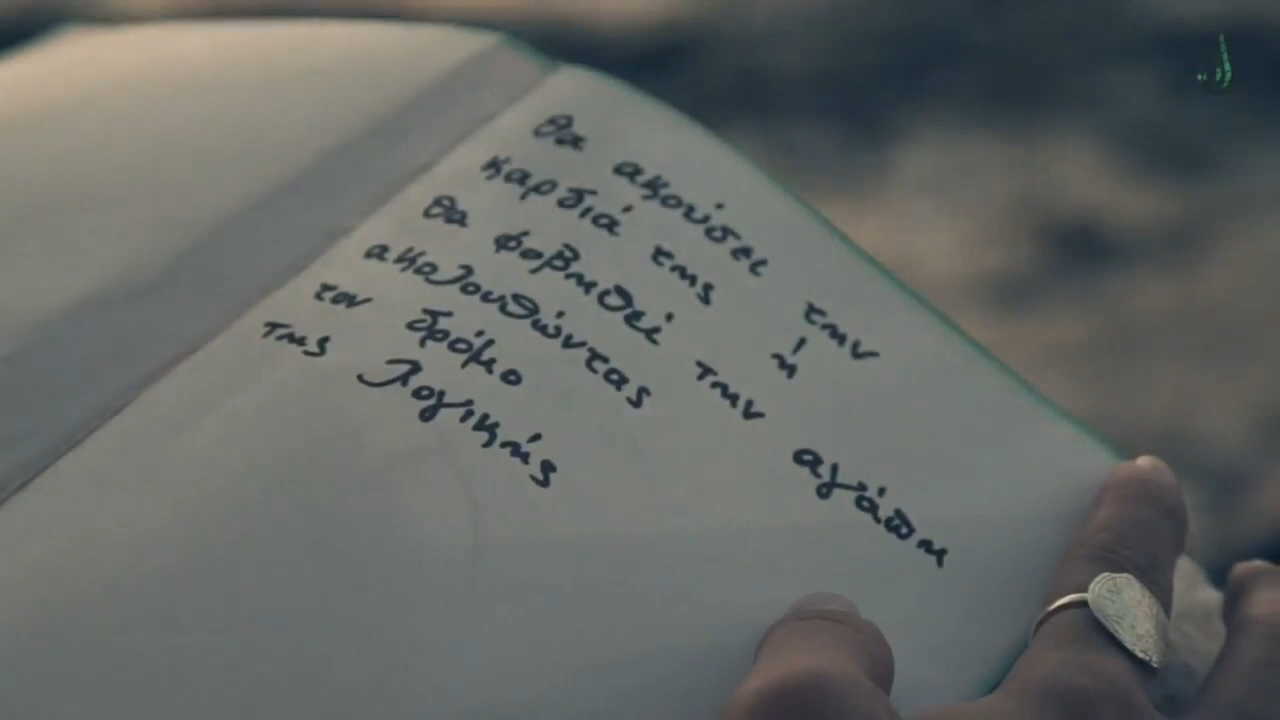 θα ακούσει την
καρδιά της ή
θα φοβηθεί την αγάπη
ακολουθώντας
τον δρόμο
της λογικής